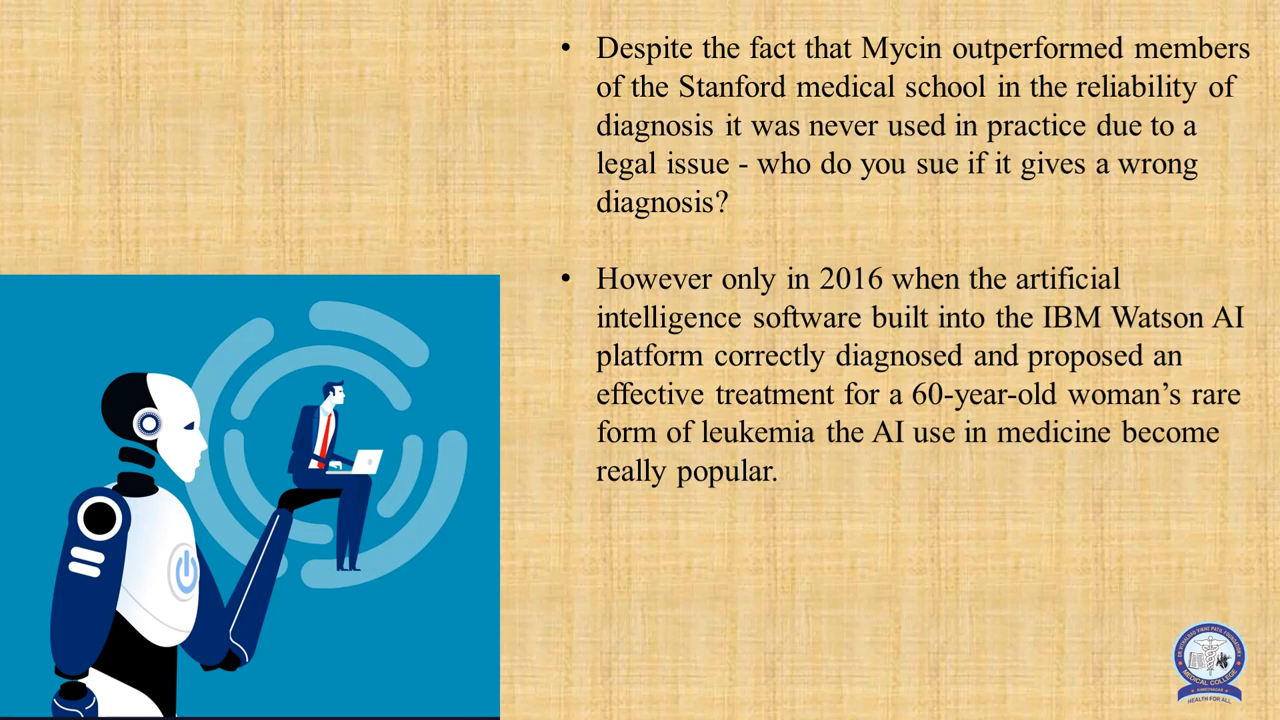 • Despite the fact that Mycin outperformed members
of the Stanford medical school in the reliability of
diagnosis it was never used in practice due to a
legal issue - who do you sue if it gives a wrong
diagnosis?
• However only in 2016 when the artificial
intelligence software built into the IBM Watson AI
platform correctly diagnosed and proposed an
effective treatment for a 60-year-old woman’s rare
form of leukemia the AI use in medicine become
really popular.
MEDICAL COLLEGE
HEALTH FOR ALL